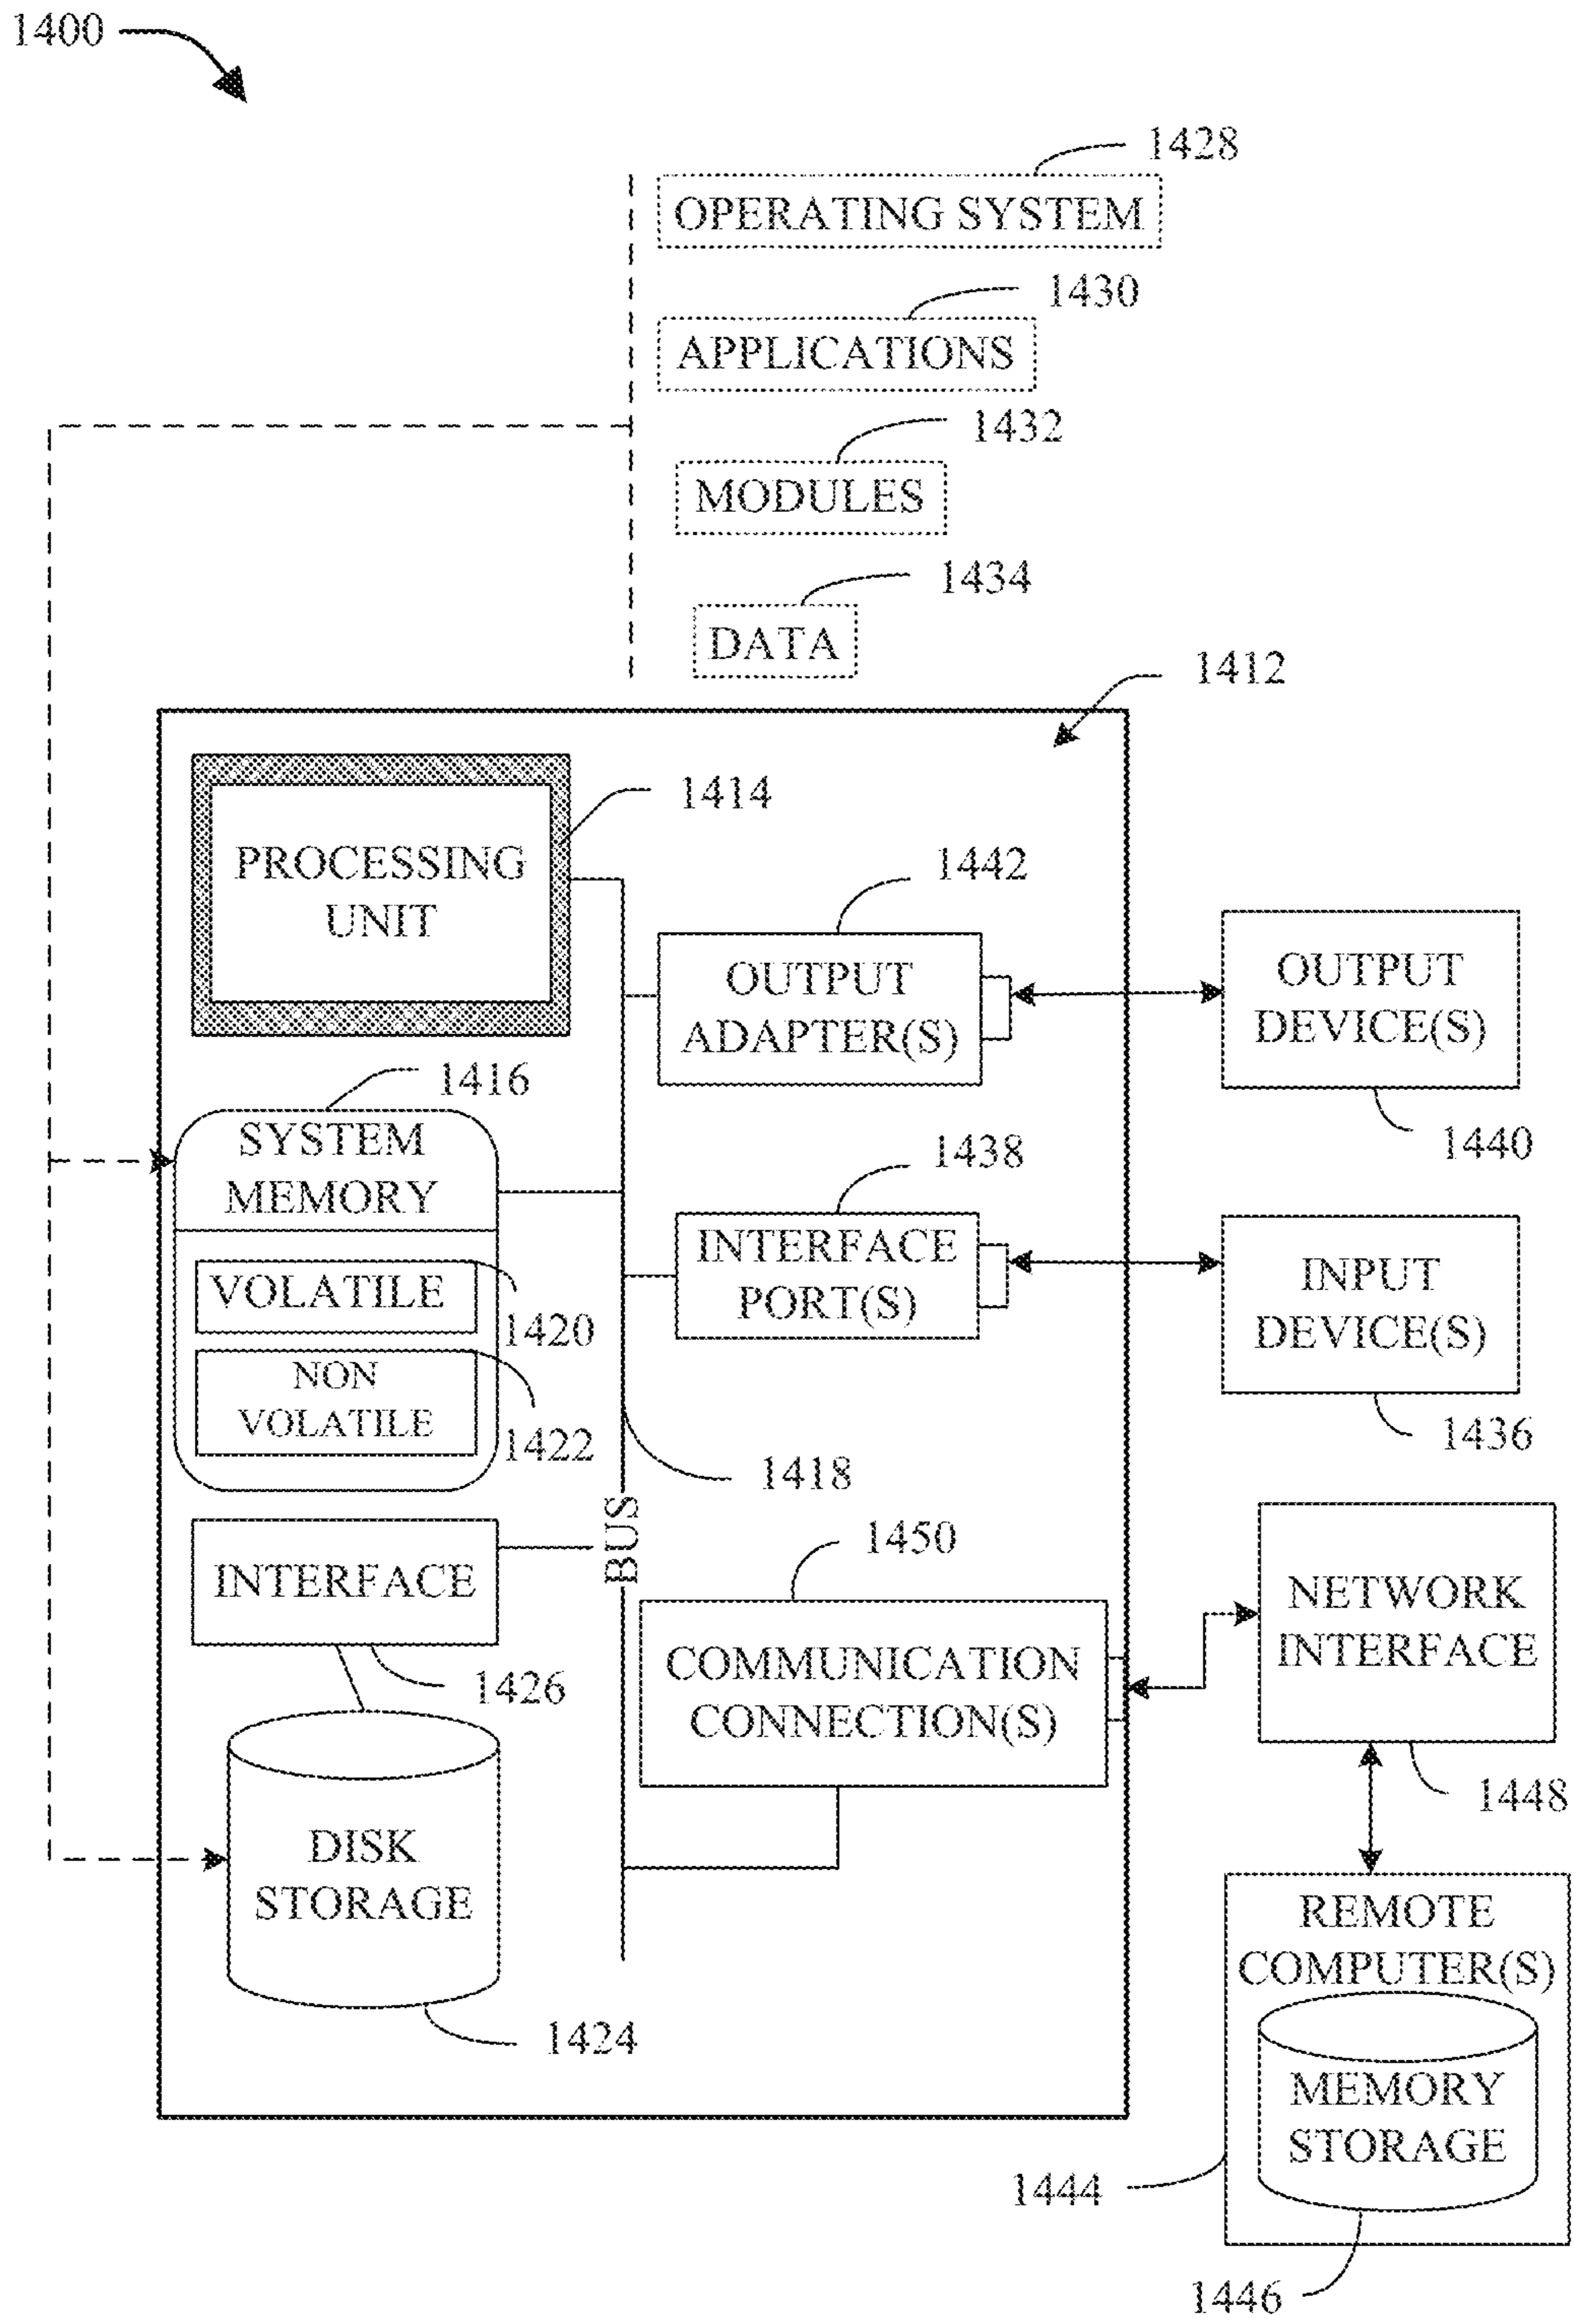 1400
1428
OPERATING SYSTEM
1430
APPLICATIONS
1432
MODULES
1434
DATA
1412
PROCESSING
UNIT
1414
1442
OUTPUT
ADAPTER(S)
OUTPUT
DEVICE(S)
1440
1416
SYSTEM
MEMORY
VOLATILE
1420
NON
VOLATILE
1422
1438
INTERFACE
PORT(S)
INPUT
DEVICE(S)
1436
1418
BUS
INTERFACE
1426
1450
COMMUNICATION
CONNECTION(S)
NETWORK
INTERFACE
1448
DISK
STORAGE
1424
REMOTE
COMPUTER(S)
MEMORY
STORAGE
1444
1446